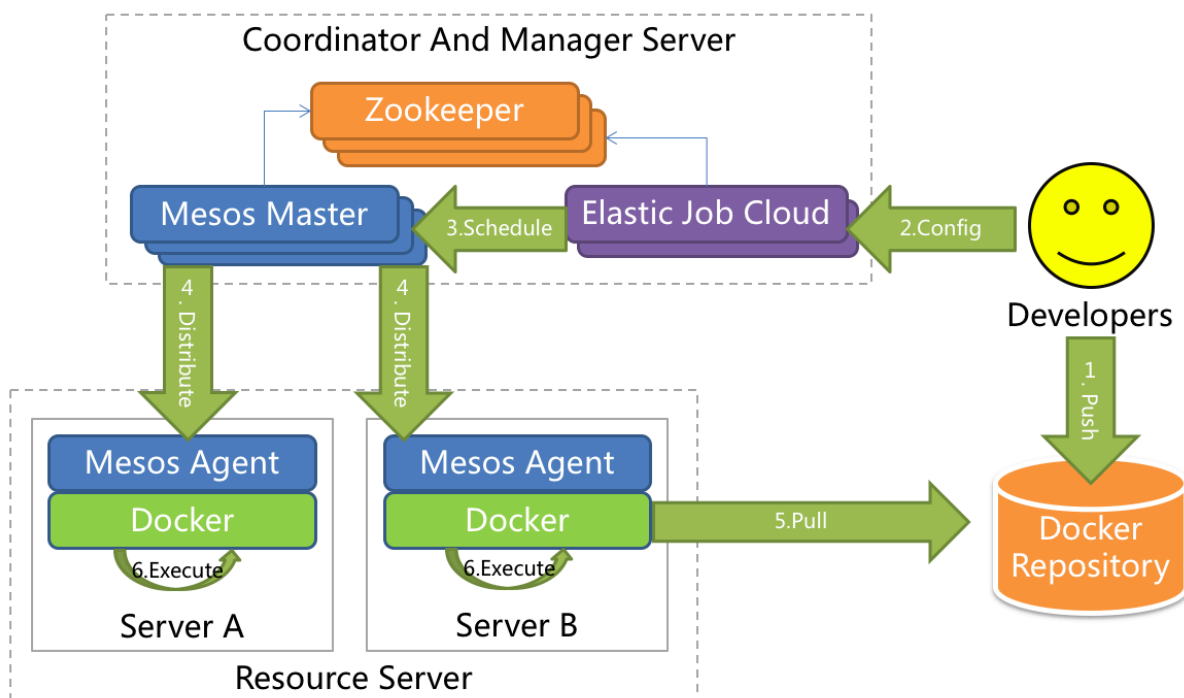 Coordinator And Manager Server
Zookeeper
Mesos Master
3.Schedule
Elastic Job Cloud
2.Config
Developers
4. Distribute
4. Distribute
1. Push
Mesos Agent
Docker
6.Execute
Server A
Mesos Agent
Docker
6.Execute
Server B
5.Pull
Docker
Repository
Resource Server